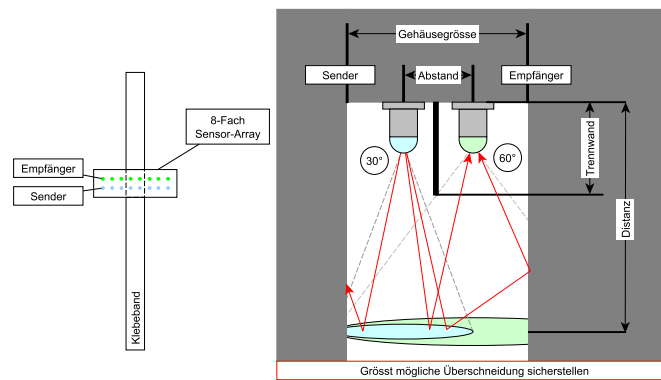 8-Fach
Sensor-Array
Empfänger
Sender
Klebeband
Gehäusegrösse
Sender
Abstand
Empfänger
30°
60°
Trennwand
Distanz
Grösst mögliche Überschneidung sicherstellen